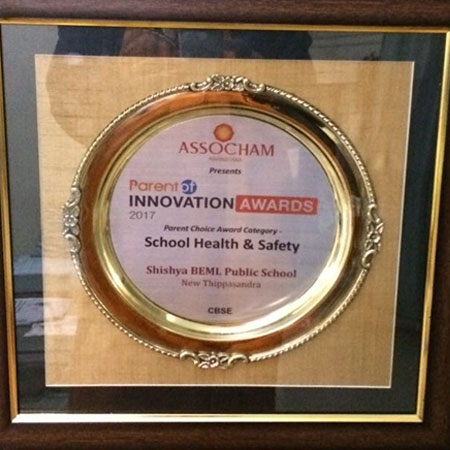 ASSOCHAM
Presents
Parent of
INNOVATION AWARDS
2017
Parent Choice Award Category -
School Health & Safety
Shishya BEML Public School
New Thippasandra
CBSE